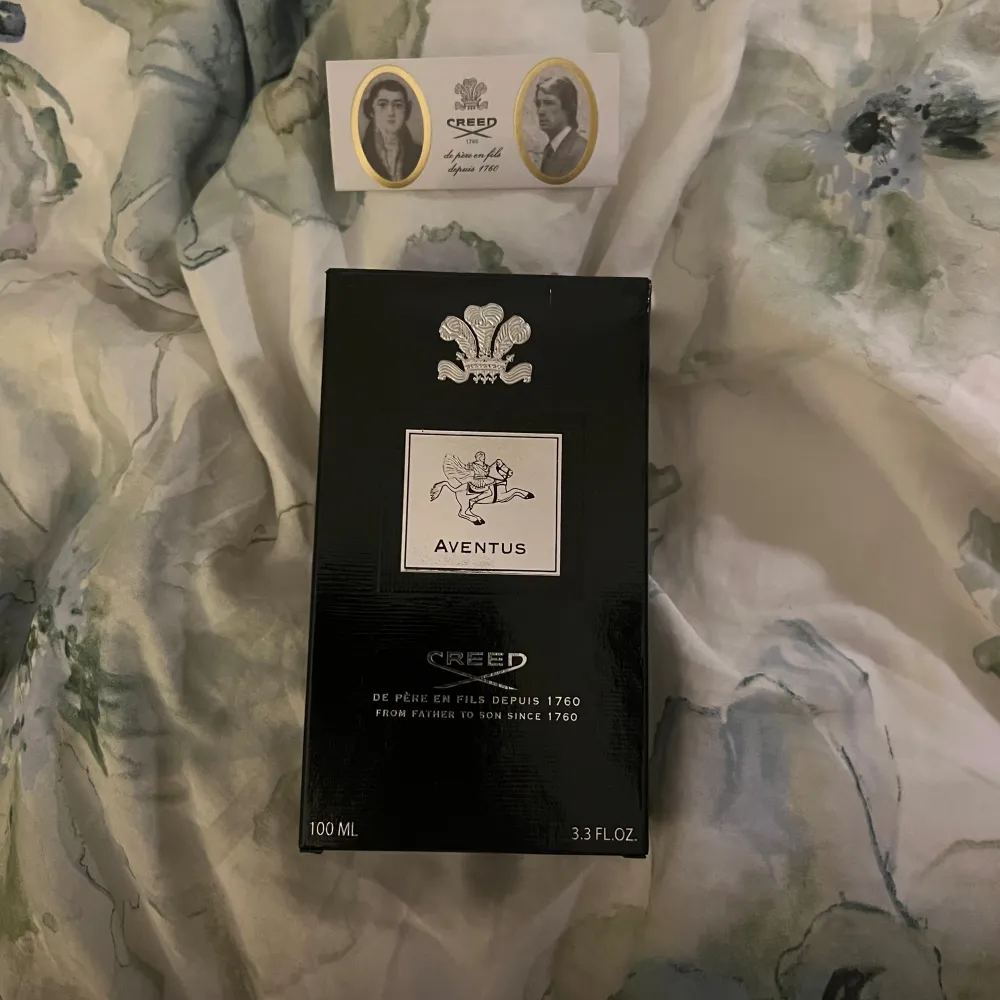 CREED
1760
de père en fils
depuis 1760
AVENTUS
CREED
DE PÈRE EN FILS DEPUIS 1760
FROM FATHER TO SON SINCE 1760
100 ML
3.3 FL.OZ.